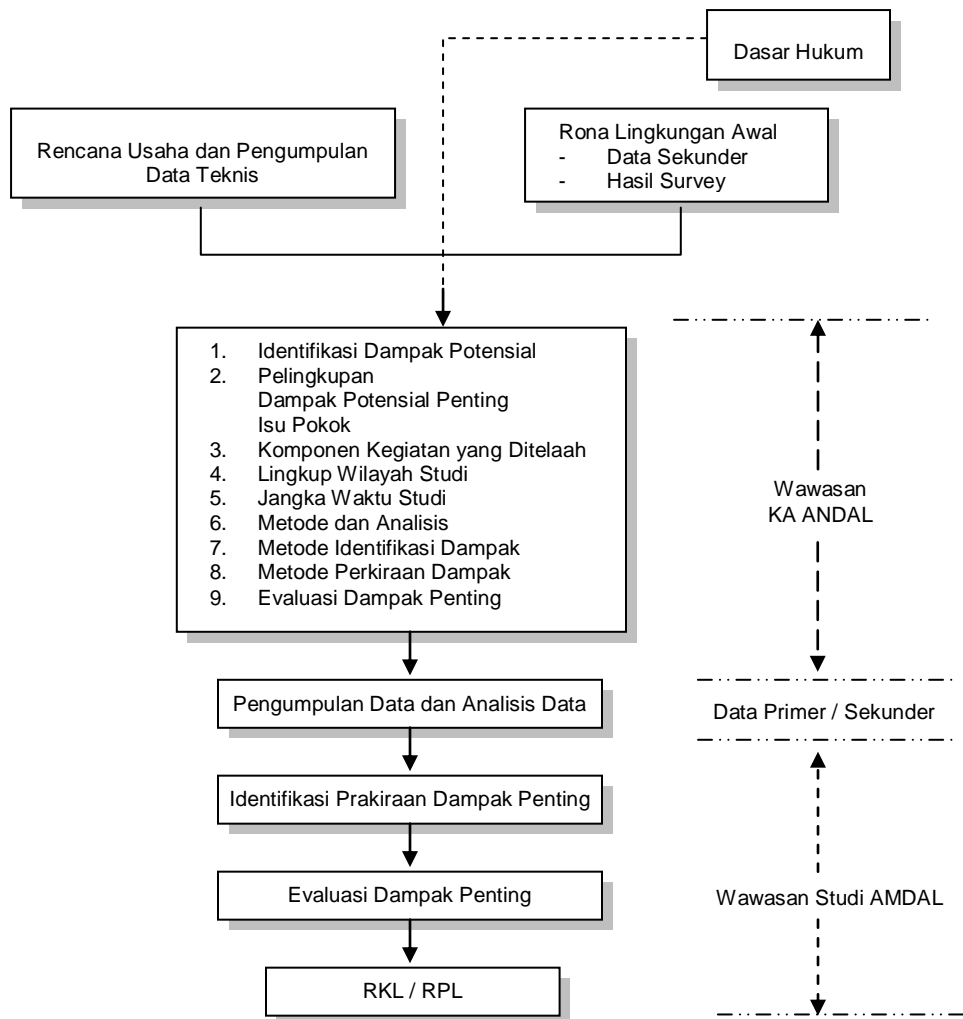 Dasar Hukum
Rencana Usaha dan Pengumpulan
Data Teknis
Rona Lingkungan Awal
- Data Sekunder
- Hasil Survey
1. Identifikasi Dampak Potensial
2. Pelingkupan
Dampak Potensial Penting
Isu Pokok
3. Komponen Kegiatan yang Ditelaah
4. Lingkup Wilayah Studi
5. Jangka Waktu Studi
6. Metode dan Analisis
7. Metode Identifikasi Dampak
8. Metode Perkiraan Dampak
9. Evaluasi Dampak Penting
Wawasan
KA ANDAL
Pengumpulan Data dan Analisis Data
Data Primer / Sekunder
Identifikasi Prakiraan Dampak Penting
Evaluasi Dampak Penting
Wawasan Studi AMDAL
RKL / RPL